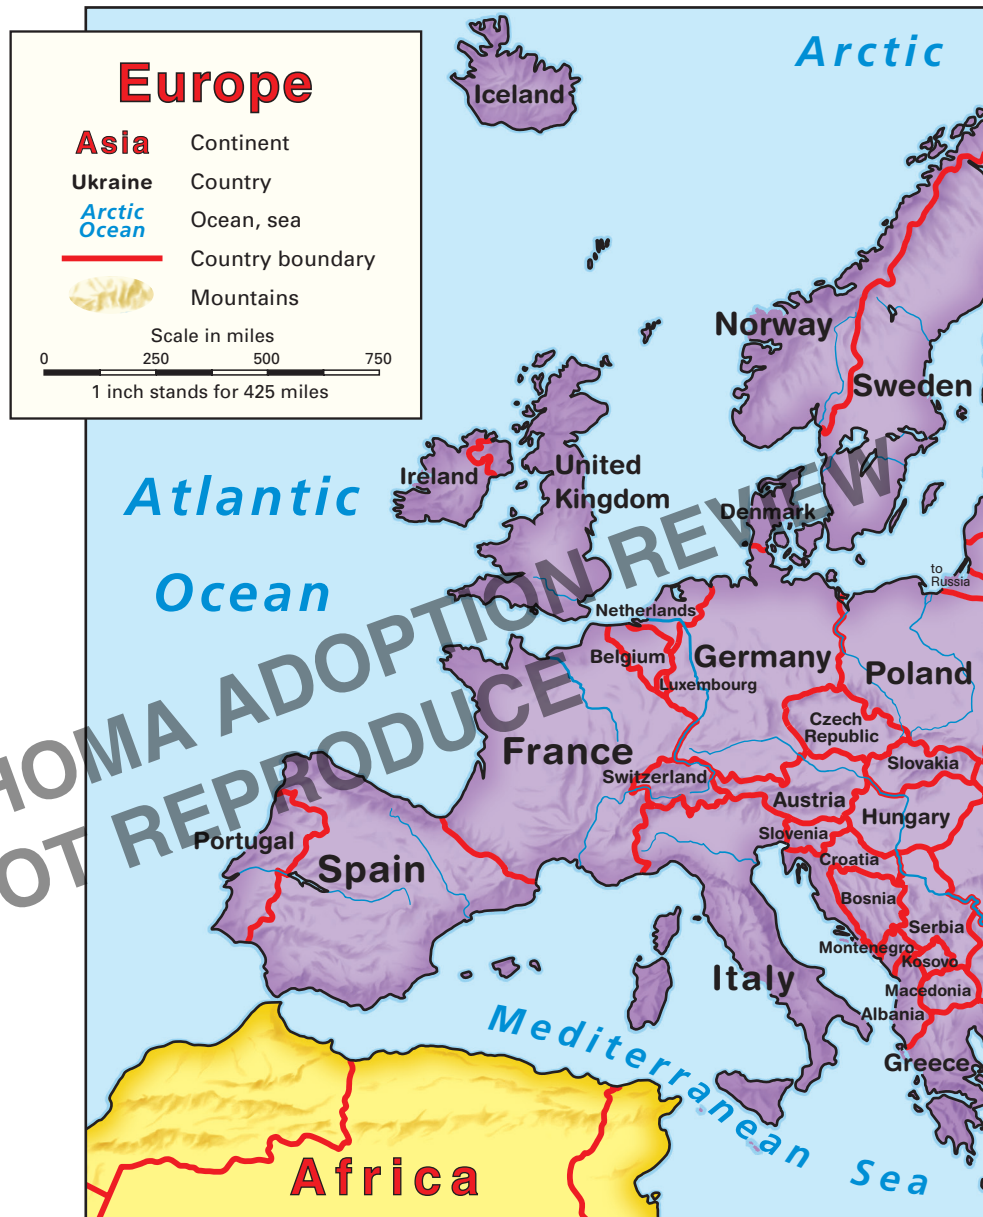 Europe
Asia Continent
Ukraine Country
Arctic
Ocean
Ocean, sea
Country boundary
Mountains
Scale in miles
0 250 500 750
1 inch stands for 425 miles
Arctic
Iceland
Norway
Sweden
United
Kingdom
Ireland
Denmark
Atlantic
Ocean
to
Russia
Netherlands
Belgium
Germany
Luxembourg
Poland
Czech
Republic
France
Slovakia
Switzerland
Austria
Hungary
Slovenia
Croatia
Portugal
Spain
Bosnia
Serbia
Montenegro
Kosovo
Italy
Macedonia
Albania
Greece
Mediterranean Sea
Africa
HOMA ADOPTION REVIEW
OT REPRODUCE